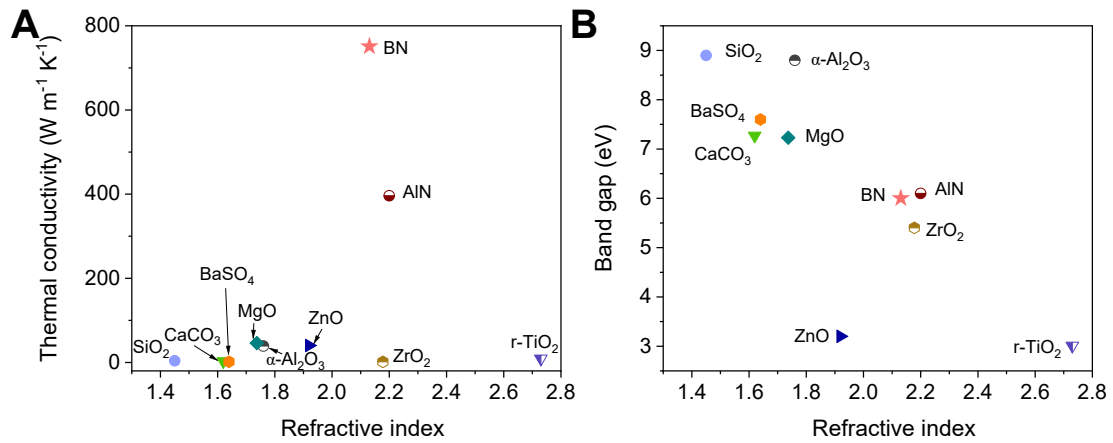 A
Thermal conductivity (W m⁻¹ K⁻¹)
800
600
400
200
0
BN
AlN
BaSO₄
MgO
ZnO
CaCO₃
SiO₂
α-Al₂O₃
ZrO₂
r-TiO₂
1.4 1.6 1.8 2.0 2.2 2.4 2.6 2.8
Refractive index
B
Band gap (eV)
9
8
7
6
5
4
3
SiO₂
α-Al₂O₃
BaSO₄
MgO
CaCO₃
BN
AlN
ZrO₂
ZnO
r-TiO₂
1.4 1.6 1.8 2.0 2.2 2.4 2.6 2.8
Refractive index